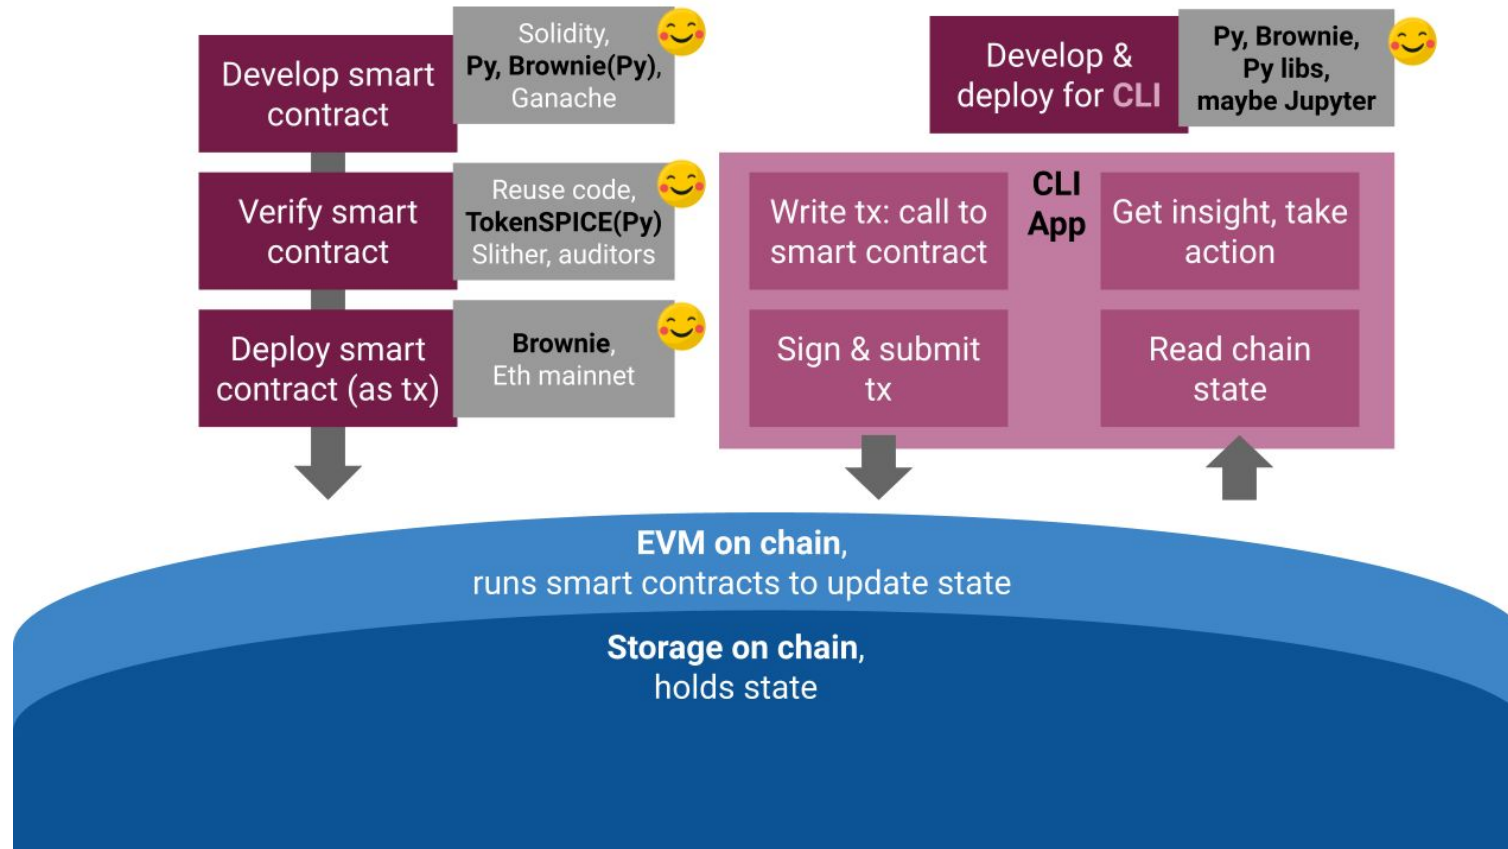 Develop smart
contract
Solidity,
Py, Brownie(Py),
Ganache
Verify smart
contract
Reuse code,
TokenSPICE(Py)
Slither, auditors
Deploy smart
contract (as tx)
Brownie,
Eth mainnet
Develop &
deploy for CLI
Py, Brownie,
Py libs,
maybe Jupyter
CLI
App
Write tx: call to
smart contract
Sign & submit
tx
Get insight, take
action
Read chain
state
EVM on chain,
runs smart contracts to update state
Storage on chain,
holds state